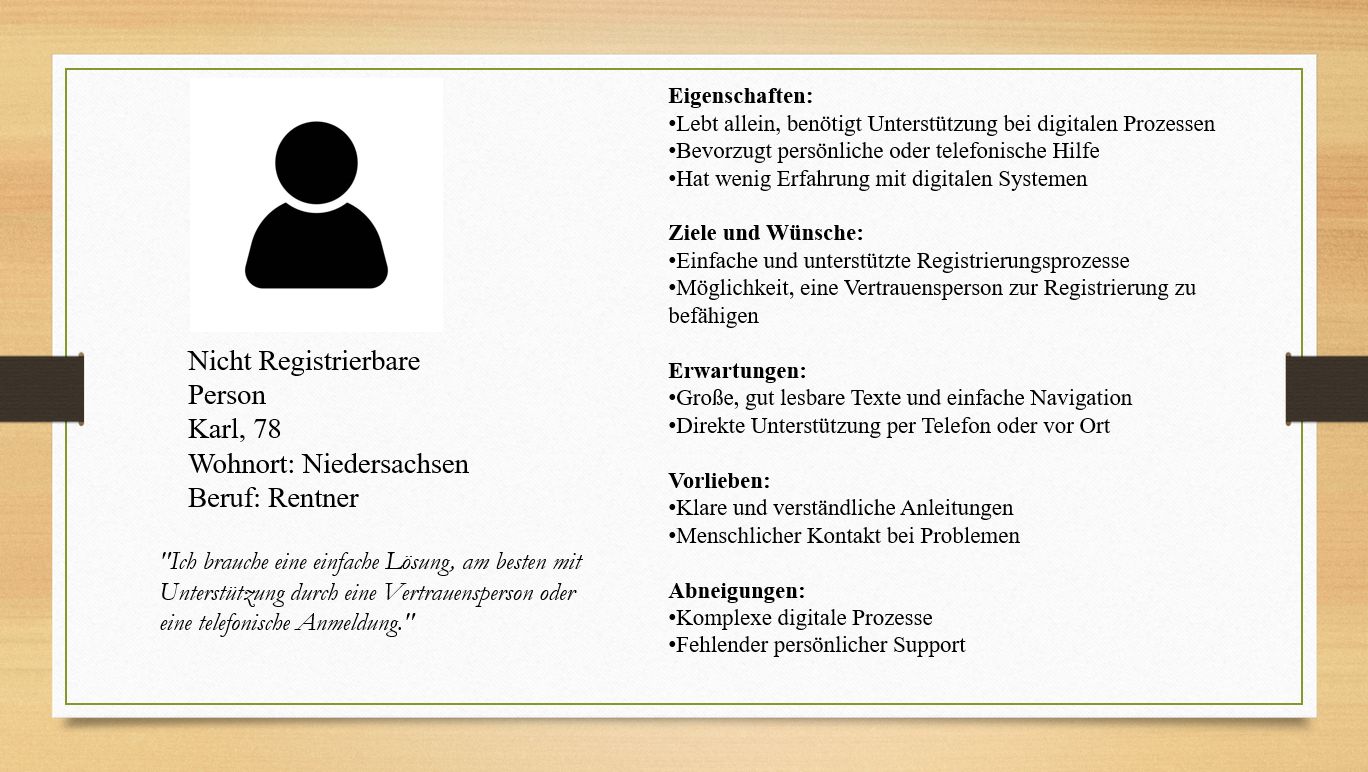 Nicht Registrierbare
Person
Karl, 78
Wohnort: Niedersachsen
Beruf: Rentner
"Ich brauche eine einfache Lösung, am besten mit
Unterstützung durch eine Vertrauensperson oder
eine telefonische Anmeldung."
Eigenschaften:
•Lebt allein, benötigt Unterstützung bei digitalen Prozessen
•Bevorzugt persönliche oder telefonische Hilfe
•Hat wenig Erfahrung mit digitalen Systemen
Ziele und Wünsche:
•Einfache und unterstützte Registrierungsprozesse
•Möglichkeit, eine Vertrauensperson zur Registrierung zu
befähigen
Erwartungen:
•Große, gut lesbare Texte und einfache Navigation
•Direkte Unterstützung per Telefon oder vor Ort
Vorlieben:
•Klare und verständliche Anleitungen
•Menschlicher Kontakt bei Problemen
Abneigungen:
•Komplexe digitale Prozesse
•Fehlender persönlicher Support